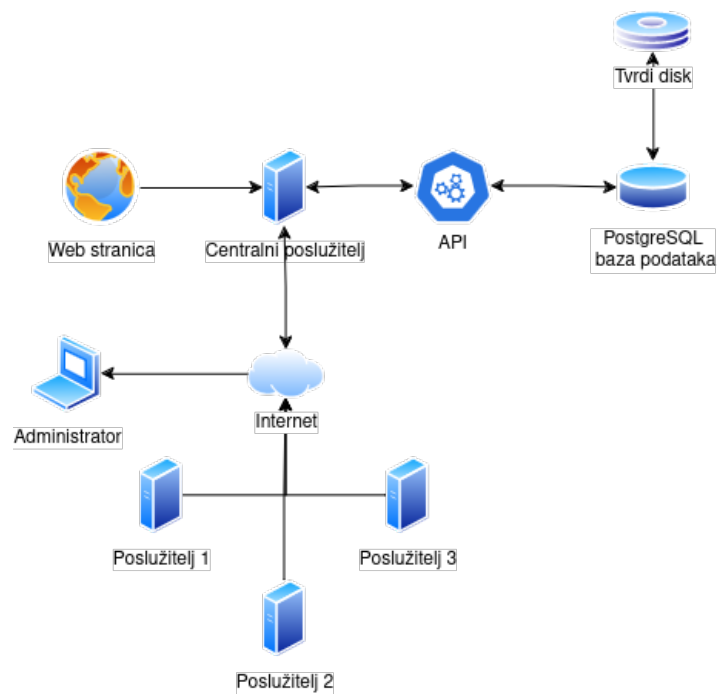 Tvrdi disk
Web stranica
Centralni poslužitelj
API
PostgreSQL
baza podataka
Internet
Administrator
Poslužitelj 1
Poslužitelj 3
Poslužitelj 2